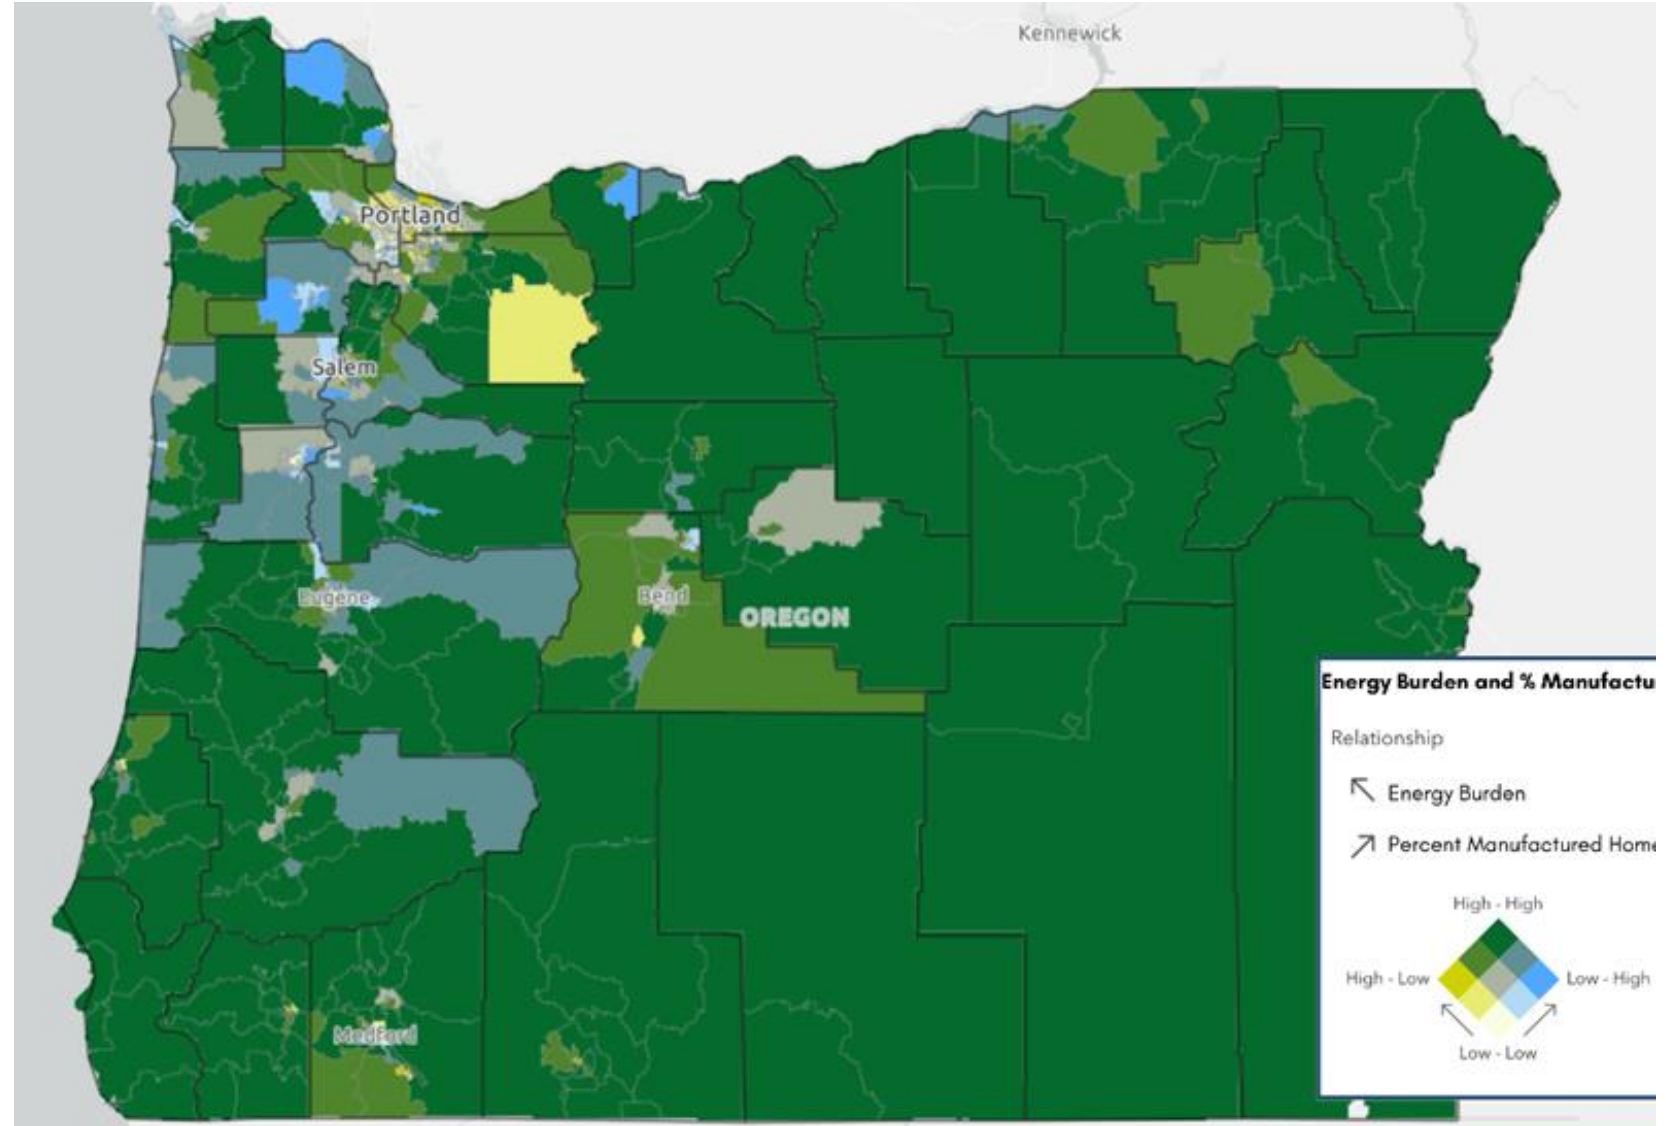 Kennewick
Portland
Salem
Eugene
Bend
OREGON
Medford
Energy Burden and % Manufactu
Relationship
Energy Burden
Percent Manufactured Home
High - High
High - Low
Low - High
Low - Low